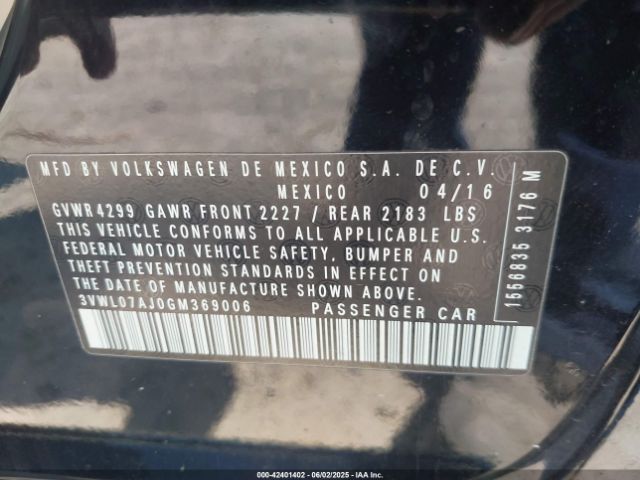 MFD BY VOLKSWAGEN DE MEXICO S.A. DE C.V.
MEXICO 04/16
GVWR 4299 GAWR FRONT 2227 / REAR 2183 LBS
THIS VEHICLE CONFORMS TO ALL APPLICABLE U.S.
FEDERAL MOTOR VEHICLE SAFETY, BUMPER AND
THEFT PREVENTION STANDARDS IN EFFECT ON
THE DATE OF MANUFACTURE SHOWN ABOVE.
3VWL07AJ0GM369006 PASSENGER CAR
1556835 3176 M
000-42401402 - 06/02/2025 - IAA Inc.